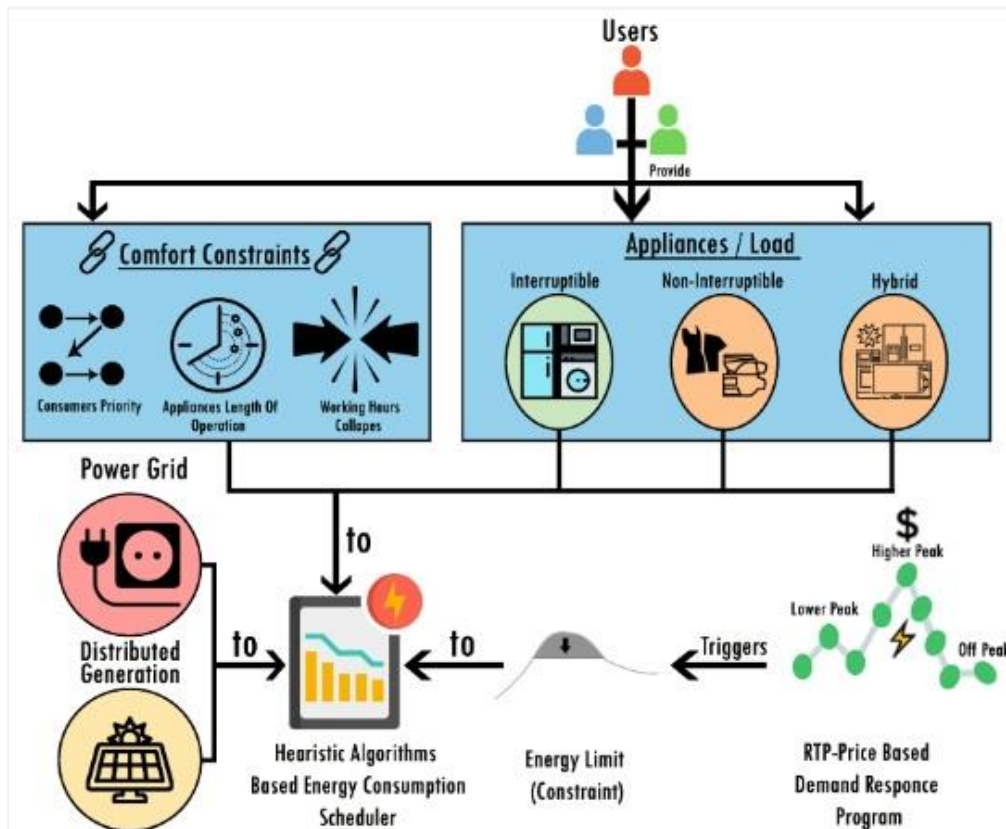 Users
Provide
Comfort Constraints
Consumers Priority
Appliances Length Of
Operation
Working Hours
Collapes
Appliances / Load
Interruptible
Non-Interruptible
Hybrid
Power Grid
Distributed
Generation
to
to
to
Hearistic Algorithms
Based Energy Consumption
Scheduler
Energy Limit
(Constraint)
Triggers
$
Higher Peak
Lower Peak
Off Peak
RTP-Price Based
Demand Responce
Program